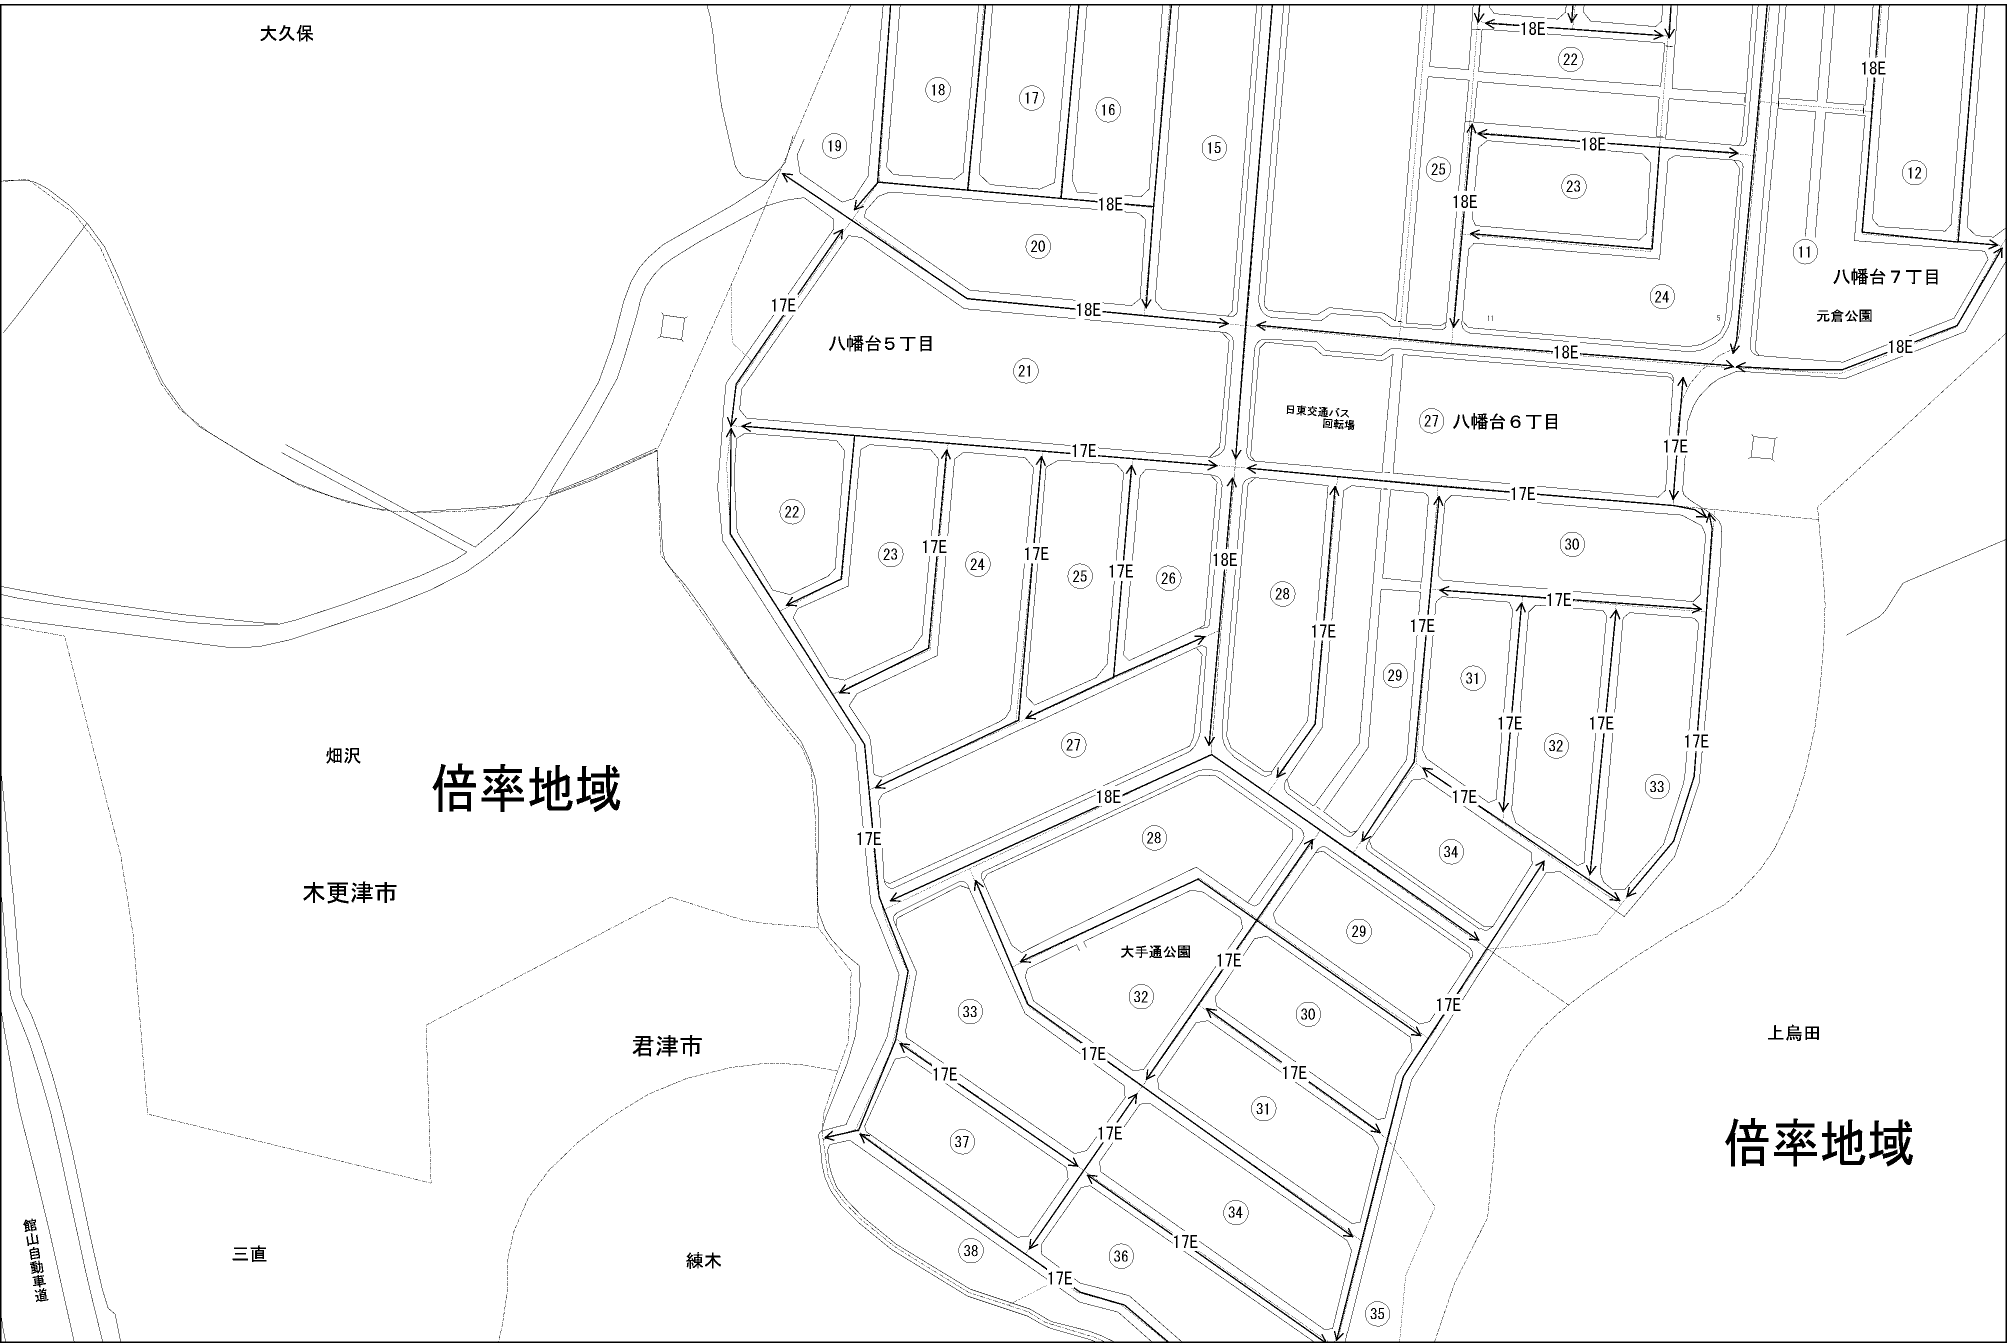 大久保
18E
22
18E
18
17
16
19
15
18E
25
23
12
18E
18E
20
11
八幡台７丁目
24
元倉公園
17E
18E
11
5
八幡台５丁目
18E
18E
21
日東交通バス
回転場
27
八幡台６丁目
17E
17E
17E
22
23
17E
24
17E
25
17E
26
18E
28
30
17E
17E
17E
29
31
17E
32
17E
17E
33
畑沢
倍率地域
27
18E
17E
17E
34
28
木更津市
29
大手通公園
17E
32
33
30
17E
上烏田
君津市
17E
17E
17E
31
37
17E
倍率地域
34
17E
館山自動車道
三直
練木
38
36
17E
35